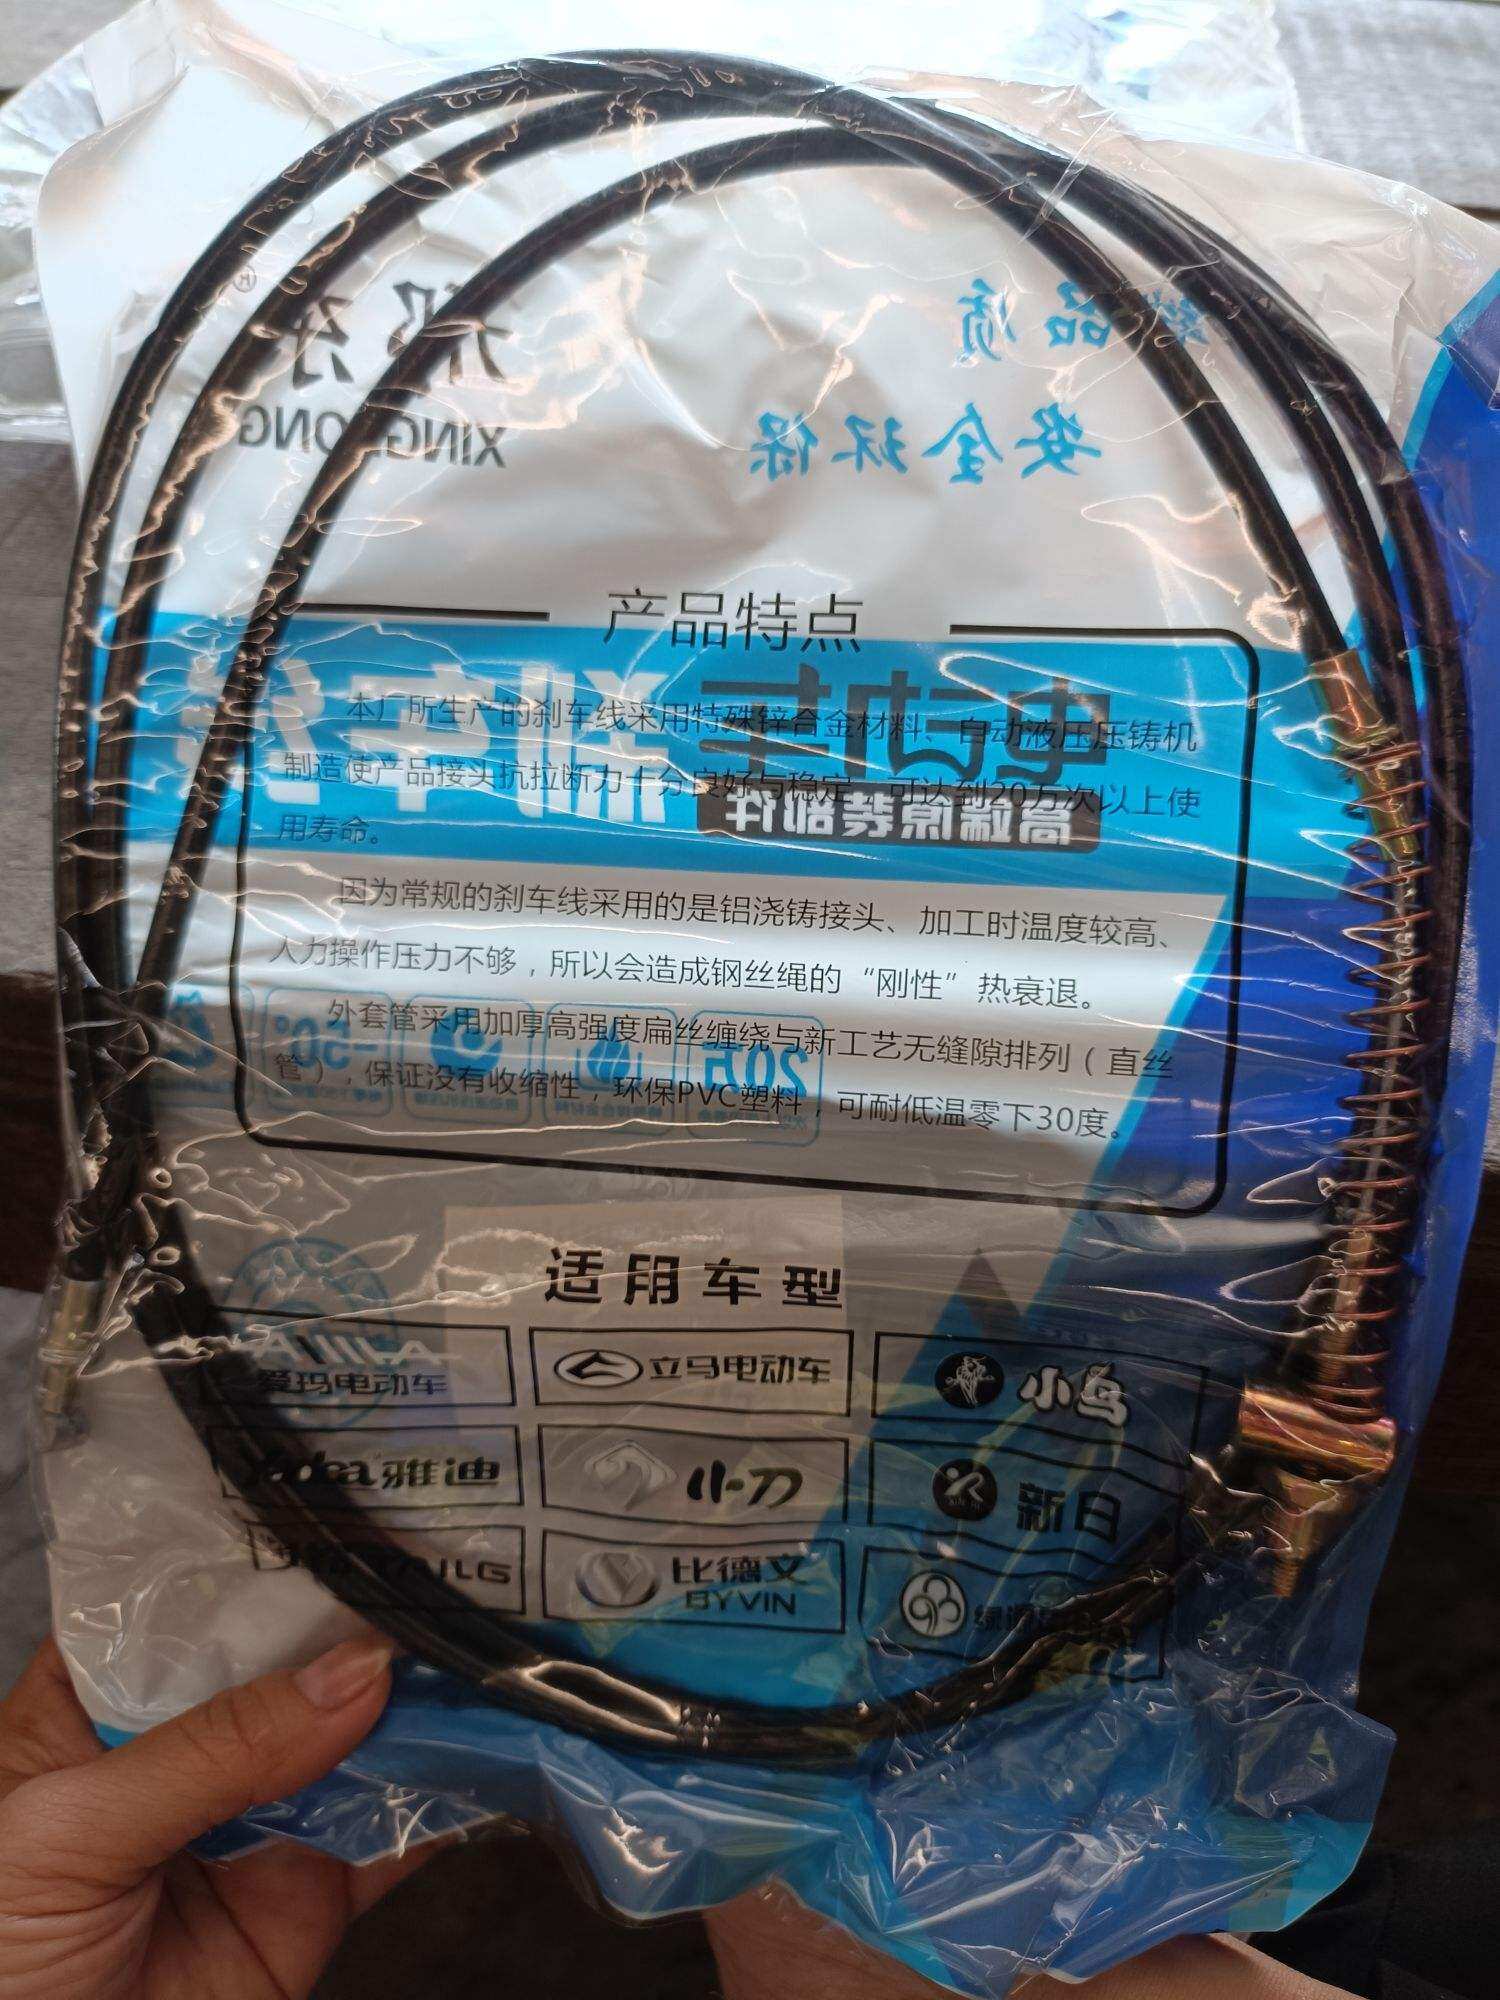 安全环保
产品特点
本厂所生产的刹车线采用特殊锌合金材料、自动液压压铸机
制造使产品接头抗拉断力十分良好与稳定，可达到20万次以上使
用寿命。
因为常规的刹车线采用的是铝浇铸接头、加工时温度较高、
人力操作压力不够，所以会造成钢丝绳的“刚性”热衰退。
外套管采用加厚高强度扁丝缠绕与新工艺无缝隙排列（直丝
管），保证没有收缩性，环保PVC塑料，可耐低温零下30度。
电动车
刹车线
高端原装配件
20万
-50°
适用车型
爱玛电动车
立马电动车
小鸟
雅迪
小刀
新日
TAILG
比德文
BYVIN